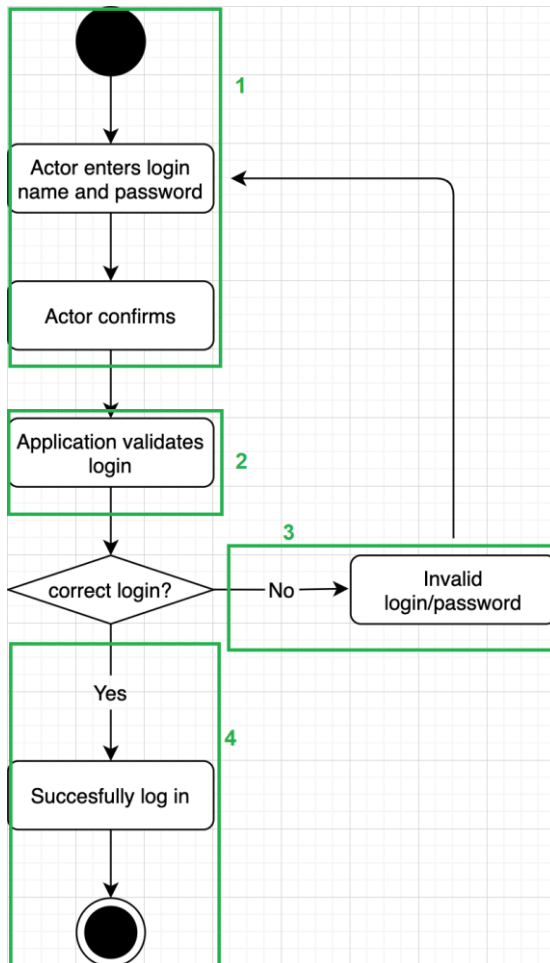 1
Actor enters login
name and password
Actor confirms
Application validates
login
2
3
correct login?
No
Invalid
login/password
Yes
4
Succesfully log in